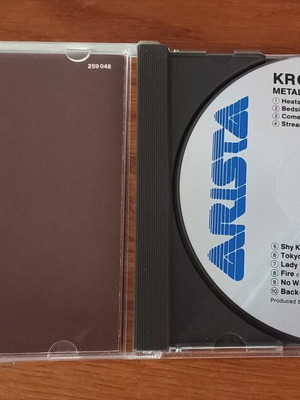 259 048
KRO
METAL
① Heats
② Bedsi
③ Come
④ Strea
ARISTA
⑤ Shy K
⑥ Tokyo
⑦ Lady
⑧ Fire
⑨ No Wa
⑩ Back-
Produced b